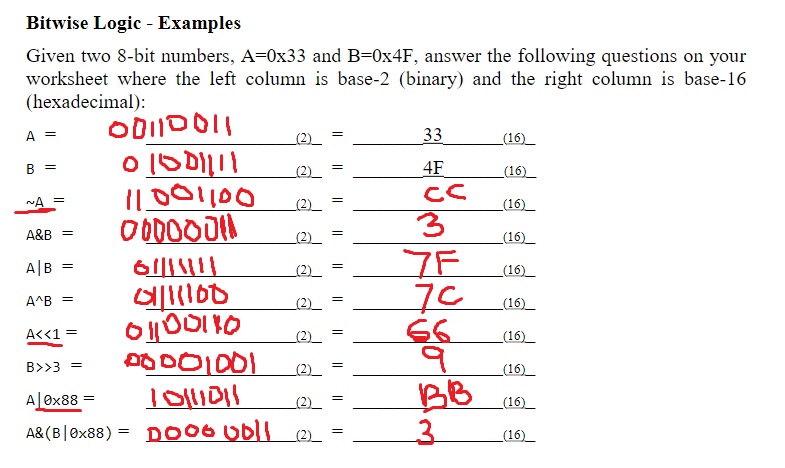 Bitwise Logic - Examples
Given two 8-bit numbers, A=0x33 and B=0x4F, answer the following questions on your
worksheet where the left column is base-2 (binary) and the right column is base-16
(hexadecimal):
A = 00110011 (2) = 33 (16)
B = 01001111 (2) = 4F (16)
~A = 11001100 (2) = CC (16)
A&B = 00000011 (2) = 3 (16)
A|B = 01111111 (2) = 7F (16)
A^B = 01111100 (2) = 7C (16)
A<<1 = 01100110 (2) = 66 (16)
B>>3 = 00001001 (2) = 9 (16)
A|0x88 = 10111011 (2) = BB (16)
A&(B|0x88) = 00000011 (2) = 3 (16)